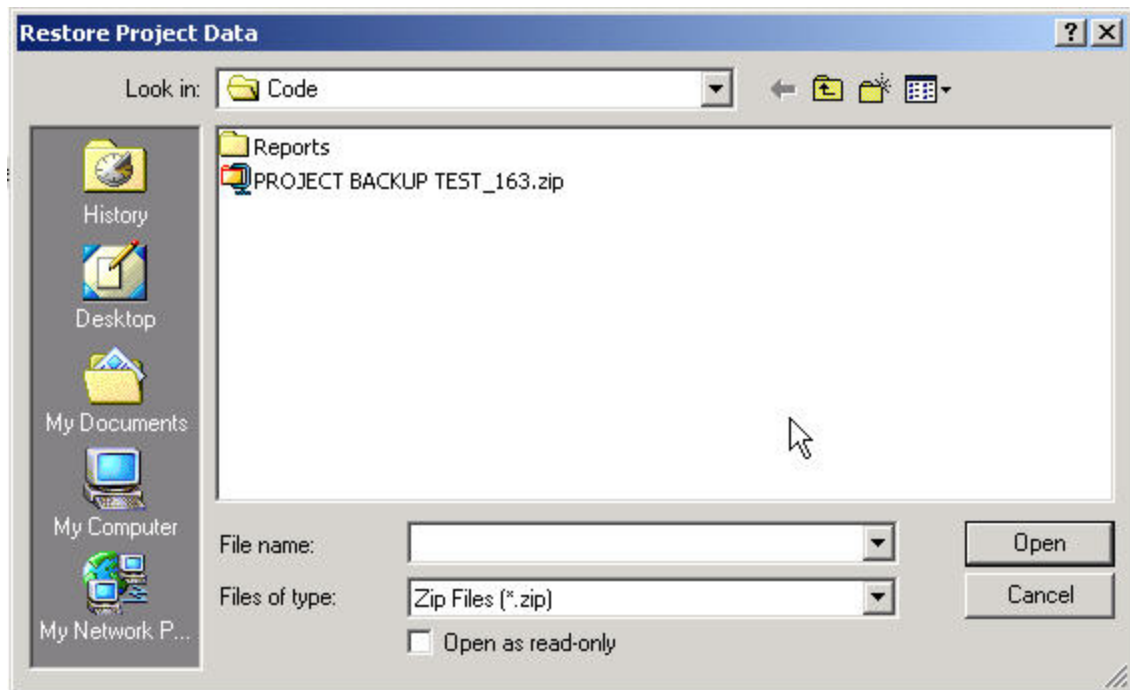 Restore Project Data
Look in: Code
Reports
PROJECT BACKUP TEST_163.zip
History
Desktop
My Documents
My Computer
My Network P...
File name:
Open
Files of type: Zip Files (*.zip)
Cancel
Open as read-only